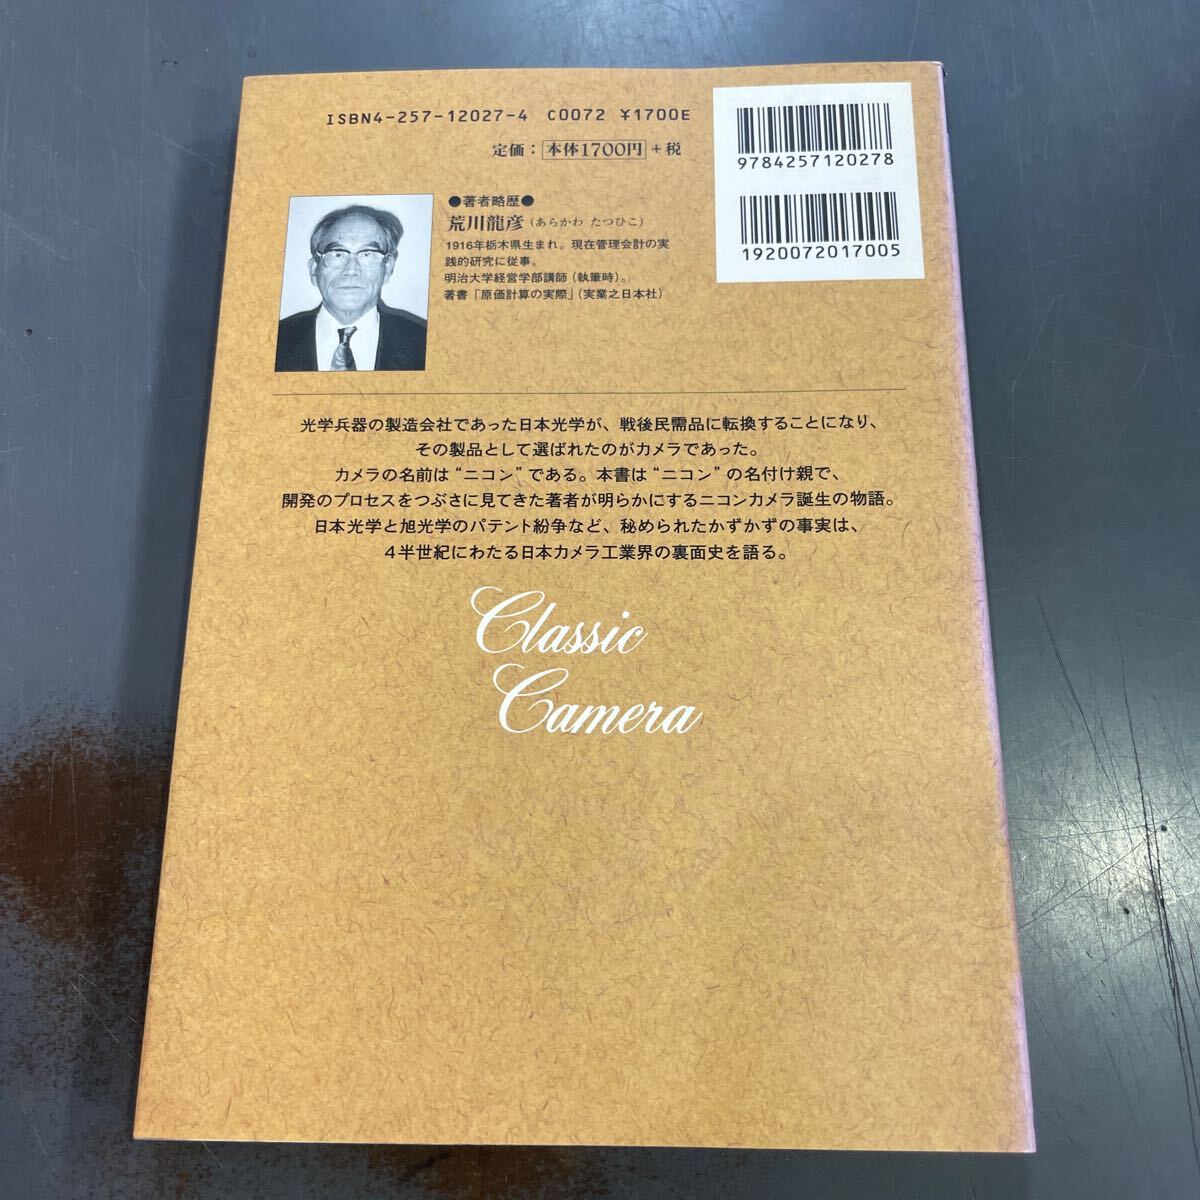 ISBN4-257-12027-4 C0072 ¥1700E
定価：本体1700円+税
9784257120278
1920072017005
●著者略歴●
荒川龍彦（あらかわ たつひこ）
1916年栃木県生まれ。現在管理会計の実
践的研究に従事。
明治大学経営学部講師（執筆時）。
著書「原価計算の実際」（実業之日本社）
光学兵器の製造会社であった日本光学が、戦後民需品に転換することになり、
その製品として選ばれたのがカメラであった。
カメラの名前は“ニコン”である。本書は“ニコン”の名付け親で、
開発のプロセスをつぶさに見てきた著者が明らかにするニコンカメラ誕生の物語。
日本光学と旭光学のパテント紛争など、秘められたかずかずの事実は、
4半世紀にわたる日本カメラ工業界の裏面史を語る。
Classic
Camera